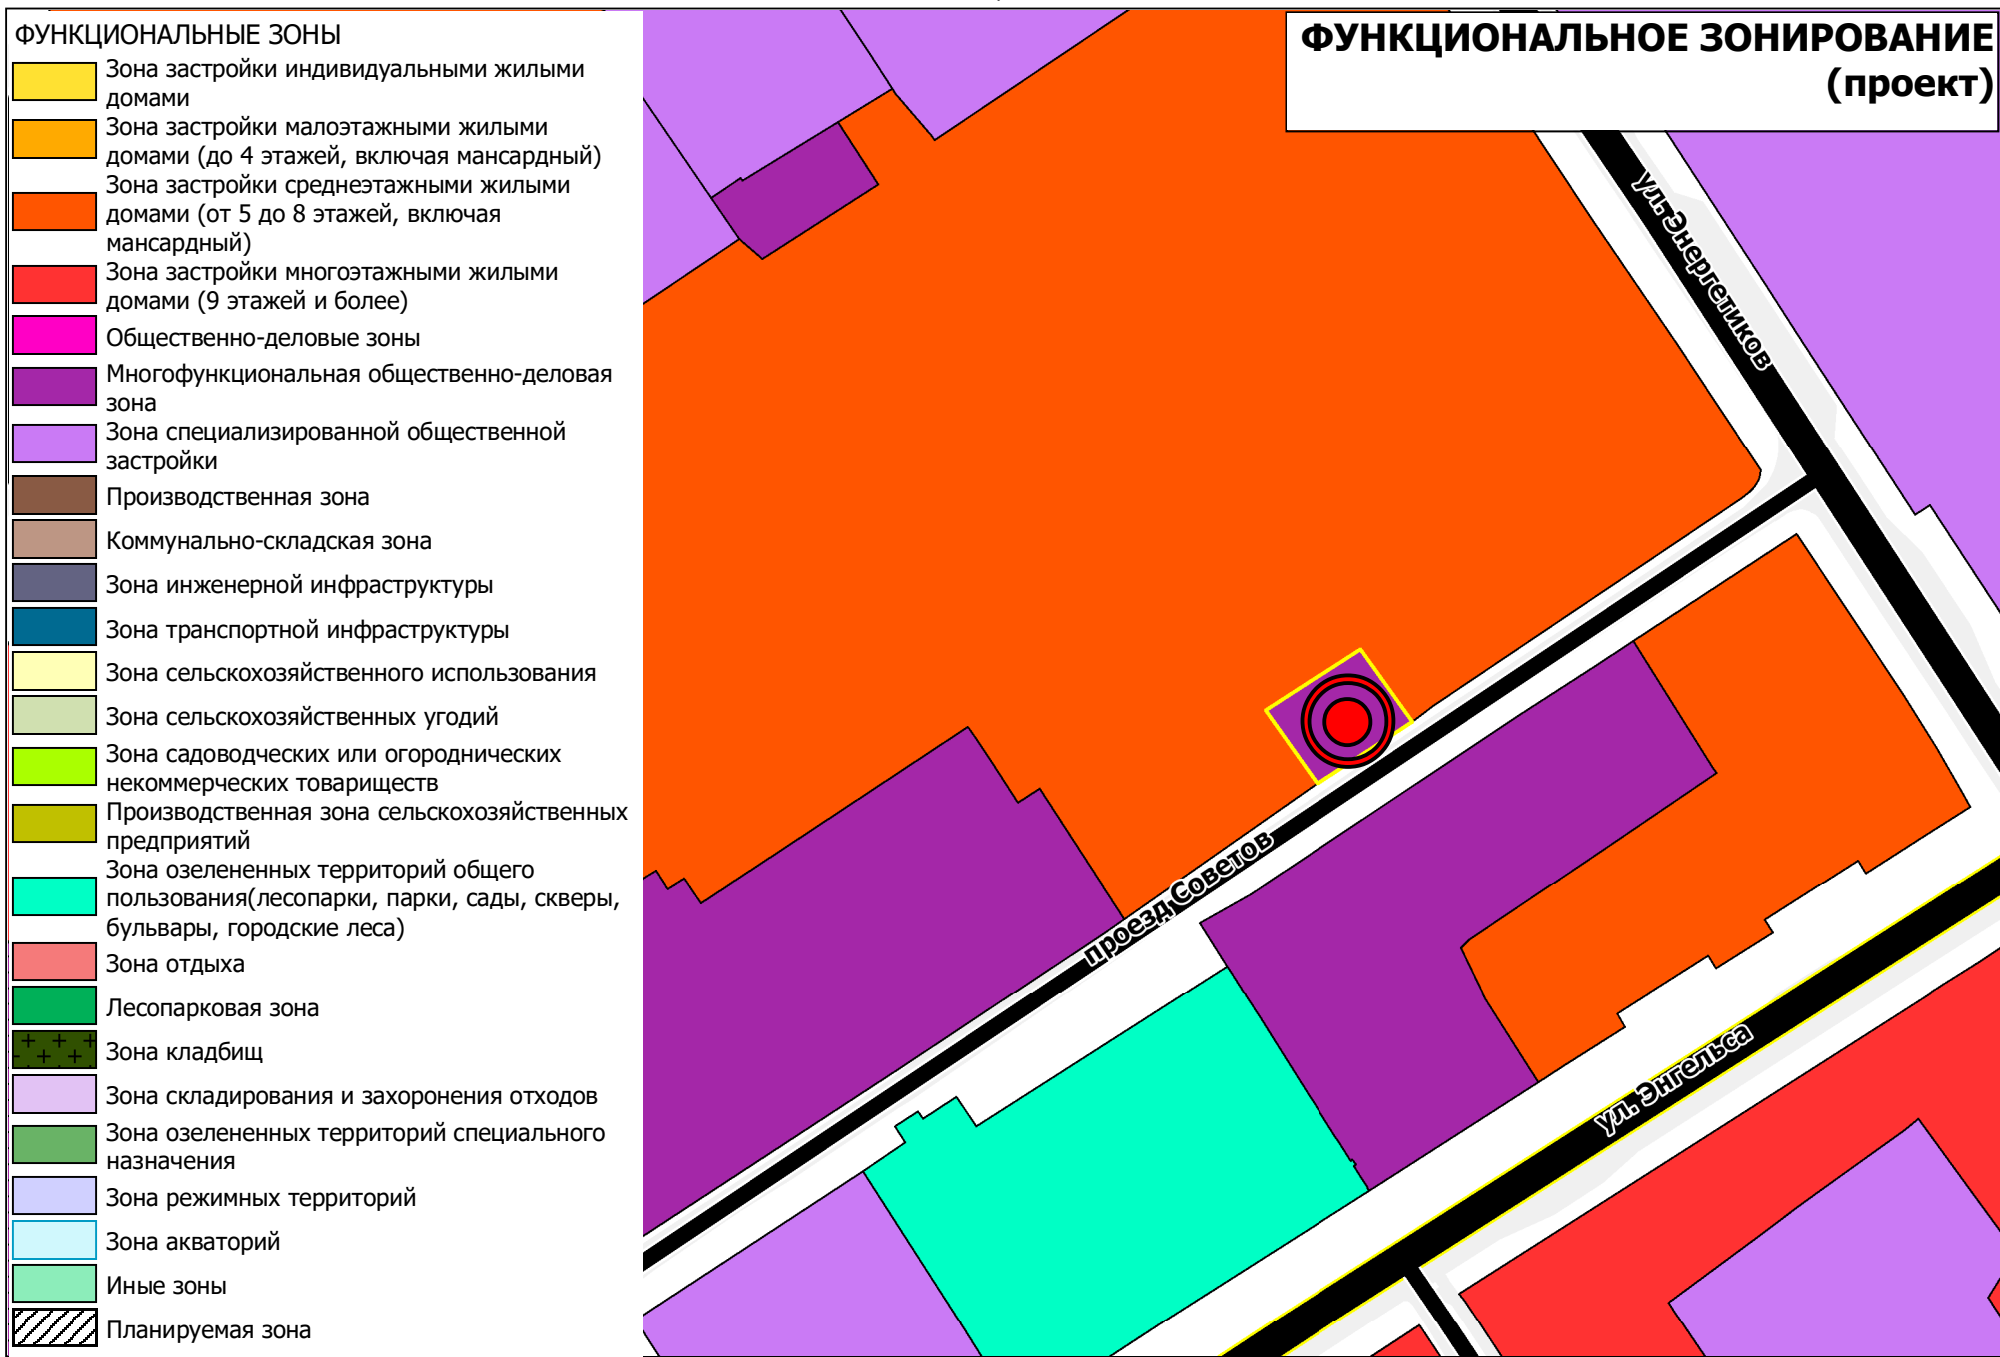 ФУНКЦИОНАЛЬНЫЕ ЗОНЫ
Зона застройки индивидуальными жилыми
домами
Зона застройки малоэтажными жилыми
домами (до 4 этажей, включая мансардный)
Зона застройки среднеэтажными жилыми
домами (от 5 до 8 этажей, включая
мансардный)
Зона застройки многоэтажными жилыми
домами (9 этажей и более)
Общественно-деловые зоны
Многофункциональная общественно-деловая
зона
Зона специализированной общественной
застройки
Производственная зона
Коммунально-складская зона
Зона инженерной инфраструктуры
Зона транспортной инфраструктуры
Зона сельскохозяйственного использования
Зона сельскохозяйственных угодий
Зона садоводческих или огороднических
некоммерческих товариществ
Производственная зона сельскохозяйственных
предприятий
Зона озелененных территорий общего
пользования(лесопарки, парки, сады, скверы,
бульвары, городские леса)
Зона отдыха
Лесопарковая зона
Зона кладбищ
Зона складирования и захоронения отходов
Зона озелененных территорий специального
назначения
Зона режимных территорий
Зона акваторий
Иные зоны
Планируемая зона
ФУНКЦИОНАЛЬНОЕ ЗОНИРОВАНИЕ
(проект)
ул. Энергетиков
проезд Советов
ул. Энгельса